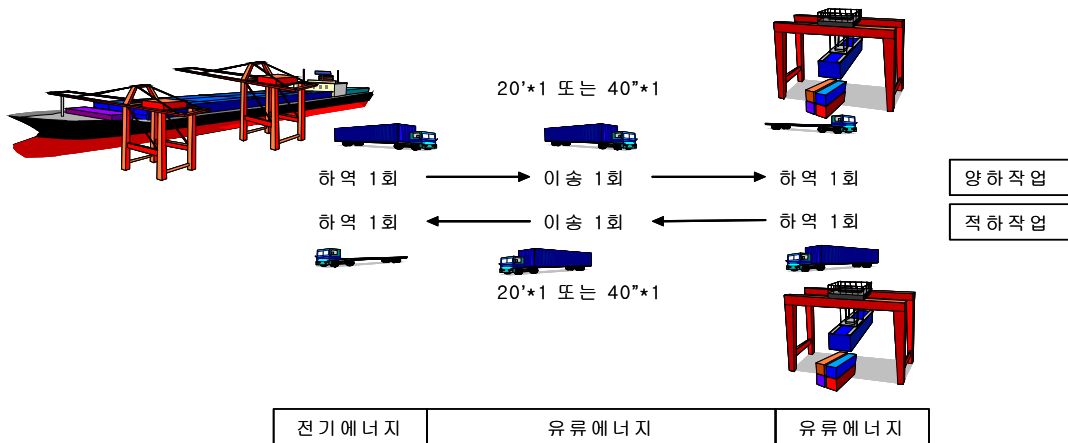 20'*1 또는 40"*1
하역 1회 이송 1회 하역 1회 양하작업
하역 1회 이송 1회 하역 1회 적하작업
20'*1 또는 40"*1
전기에너지 유류에너지 유류에너지